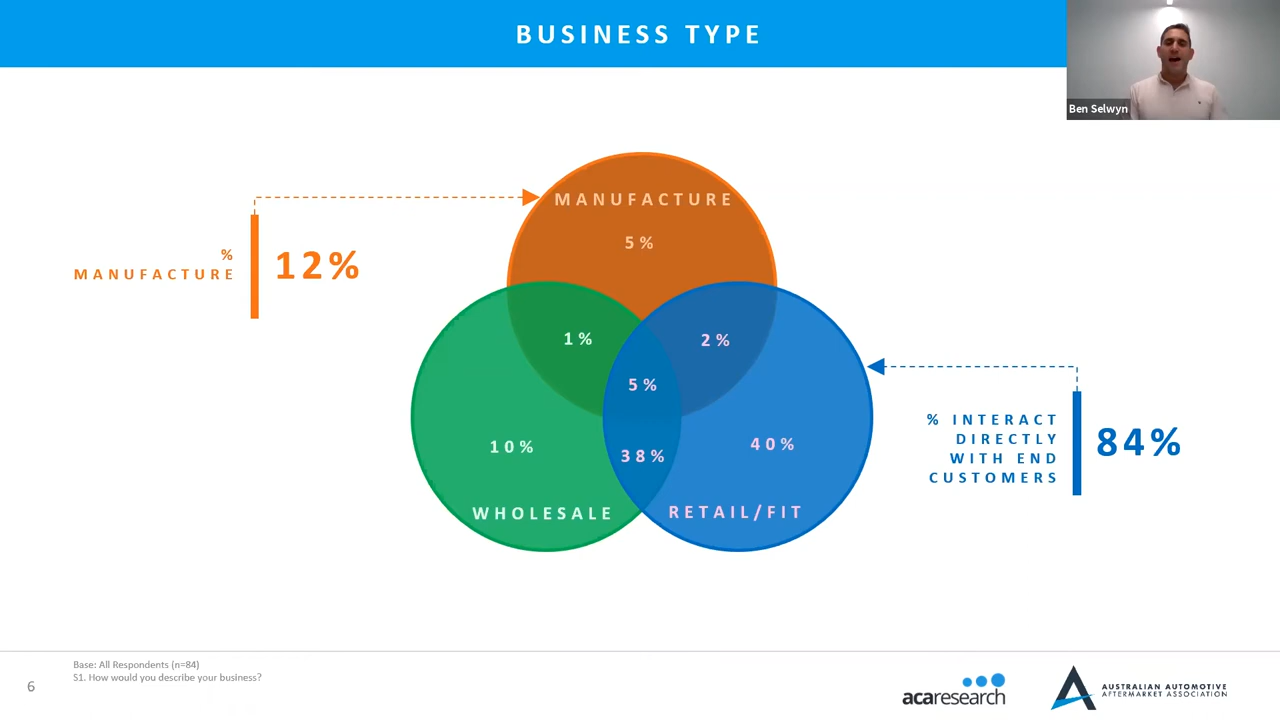 BUSINESS TYPE
Ben Selwyn
MANUFACTURE
5%
%
MANUFACTURE
12%
1%
2%
5%
% INTERACT
DIRECTLY
WITH END
CUSTOMERS
84%
10%
38%
40%
WHOLESALE
RETAIL/FIT
Base: All Respondents (n=84)
S1. How would you describe your business?
6
acaresearch
AUSTRALIAN AUTOMOTIVE
AFTERMARKET ASSOCIATION